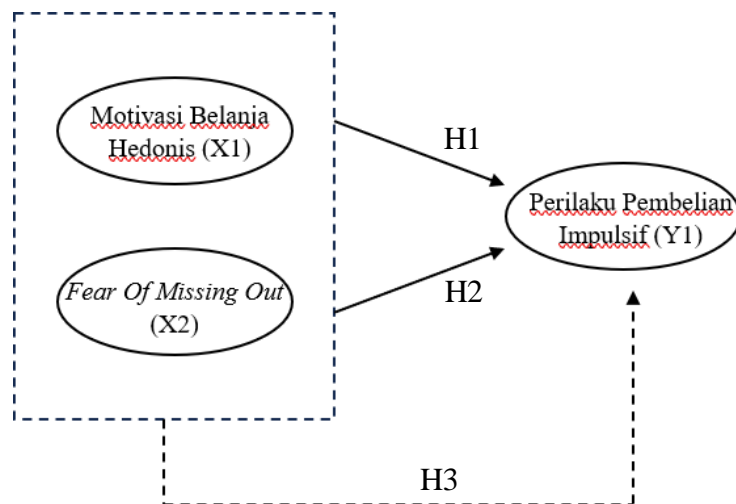 Motivasi Belanja
Hedonis (X1)
H1
Perilaku Pembelian
Impulsif (Y1)
Fear Of Missing Out
(X2)
H2
H3